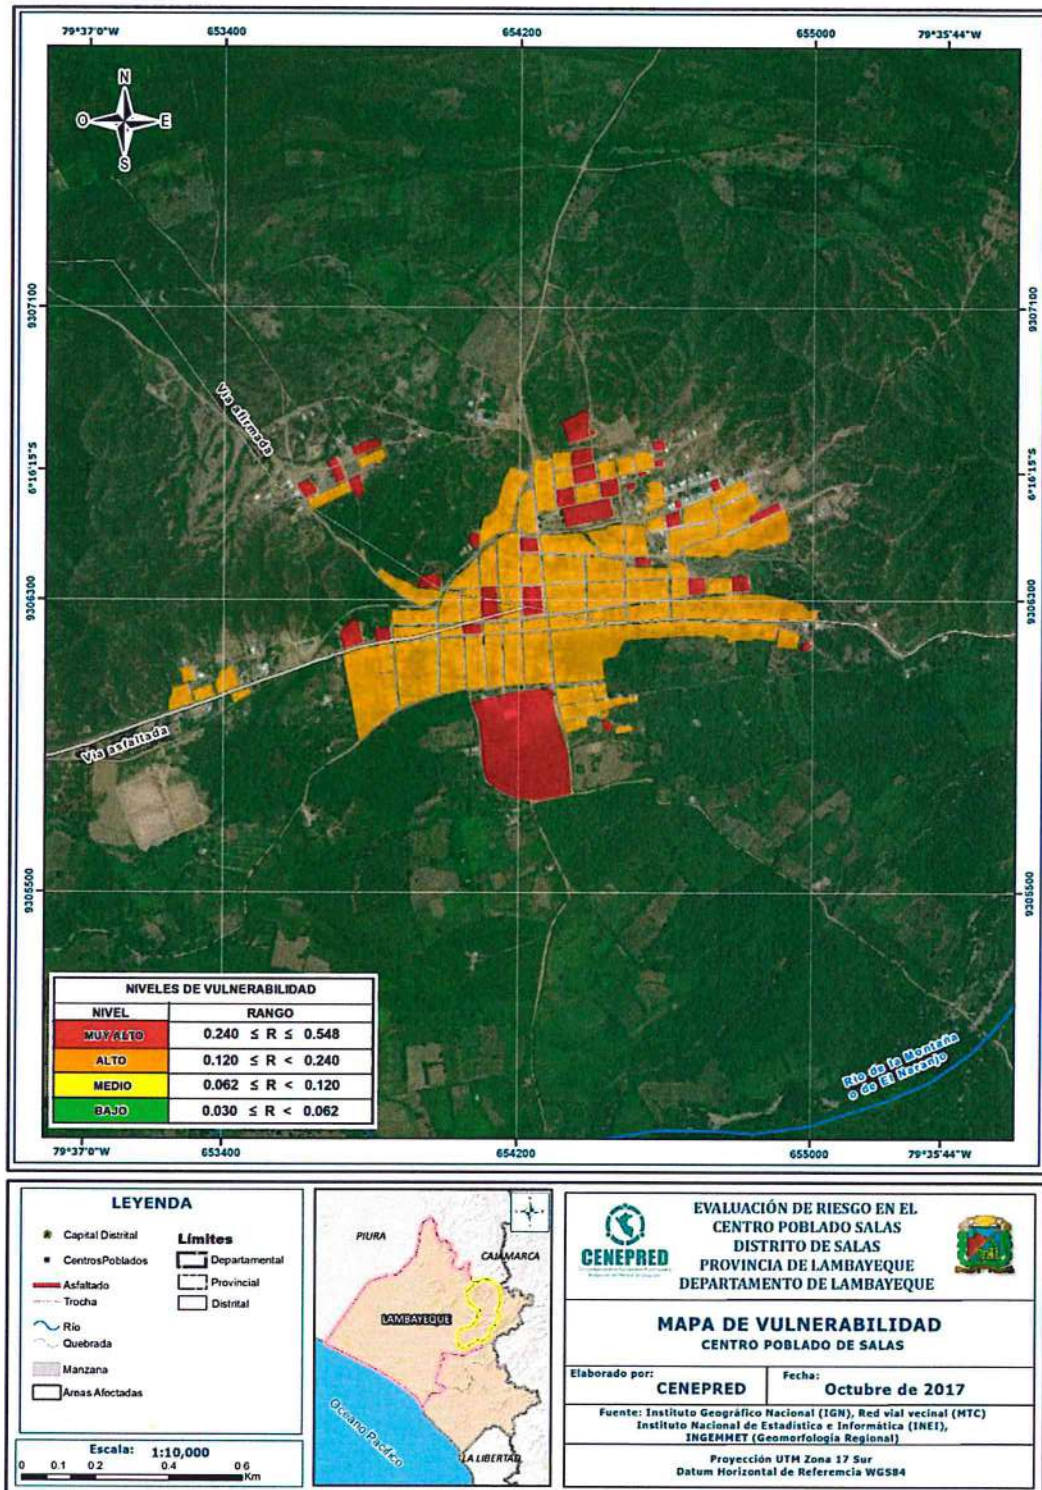 79°37'0"W 653400 654200 655000 79°35'44"W
N
O E
S
9307100 9307100
Via afirmada
6°16'15"S 6°16'15"S
9306300 9306300
Via asfaltada
9305500 9305500
NIVELES DE VULNERABILIDAD
NIVEL RANGO
MUY ALTO 0.240 ≤ R ≤ 0.548
ALTO 0.120 ≤ R < 0.240
MEDIO 0.062 ≤ R < 0.120
BAJO 0.030 ≤ R < 0.062
Río de la Montaña
o de El Naranjo
79°37'0"W 653400 654200 655000 79°35'44"W
LEYENDA
Capital Distrital
CentrosPoblados
Asfaltado
Trocha
Río
Quebrada
Manzana
Areas Afectadas
Límites
Departamental
Provincial
Distrital
Escala: 1:10,000
0 0.1 0.2 0.4 0.6
Km
PIURA
CAJAMARCA
LAMBAYEQUE
Océano Pacífico
LA LIBERTAD
CENEPRED
EVALUACIÓN DE RIESGO EN EL
CENTRO POBLADO SALAS
DISTRITO DE SALAS
PROVINCIA DE LAMBAYEQUE
DEPARTAMENTO DE LAMBAYEQUE
MAPA DE VULNERABILIDAD
CENTRO POBLADO DE SALAS
Elaborado por:
CENEPRED
Fecha:
Octubre de 2017
Fuente: Instituto Geográfico Nacional (IGN), Red vial vecinal (MTC)
Instituto Nacional de Estadística e Informática (INEI),
INGEMMET (Geomorfología Regional)
Proyección UTM Zona 17 Sur
Datum Horizontal de Referencia WGS84